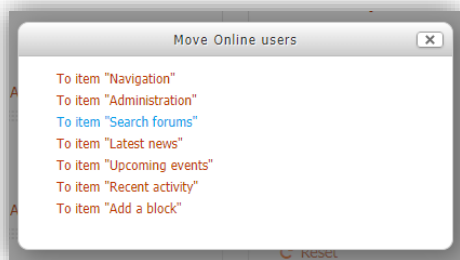 Move Online users
To item "Navigation"
To item "Administration"
To item "Search forums"
To item "Latest news"
To item "Upcoming events"
To item "Recent activity"
To item "Add a block"
Reset